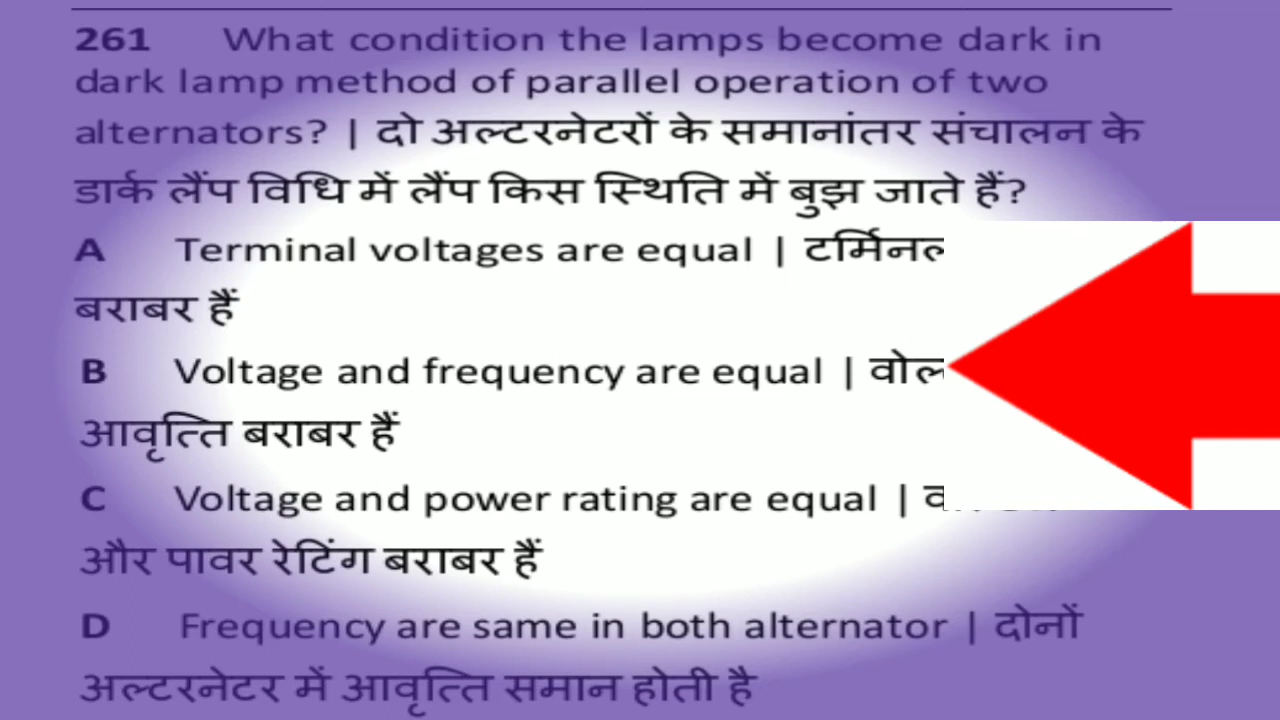 261 What condition the lamps become dark in
dark lamp method of parallel operation of two
alternators? | दो अल्टरनेटरों के समानांतर संचालन के
डार्क लैंप विधि में लैंप किस स्थिति में बुझ जाते हैं?
A Terminal voltages are equal |
बराबर हैं
B Voltage and frequency are equal |
आवृत्ति बराबर हैं
C Voltage and power rating are equal |
और पावर रेटिंग बराबर हैं
D Frequency are same in both alternator | दोनों
अल्टरनेटर में आवृत्ति समान होती है